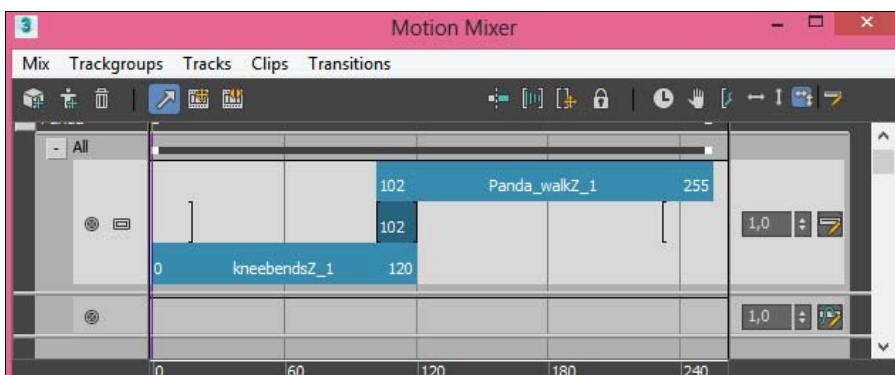 3 Motion Mixer
Mix Trackgroups Tracks Clips Transitions
- All
102 Panda_walkZ_1 255
102
1,0
0 kneebendsZ_1 120
1,0
0 60 120 180 240